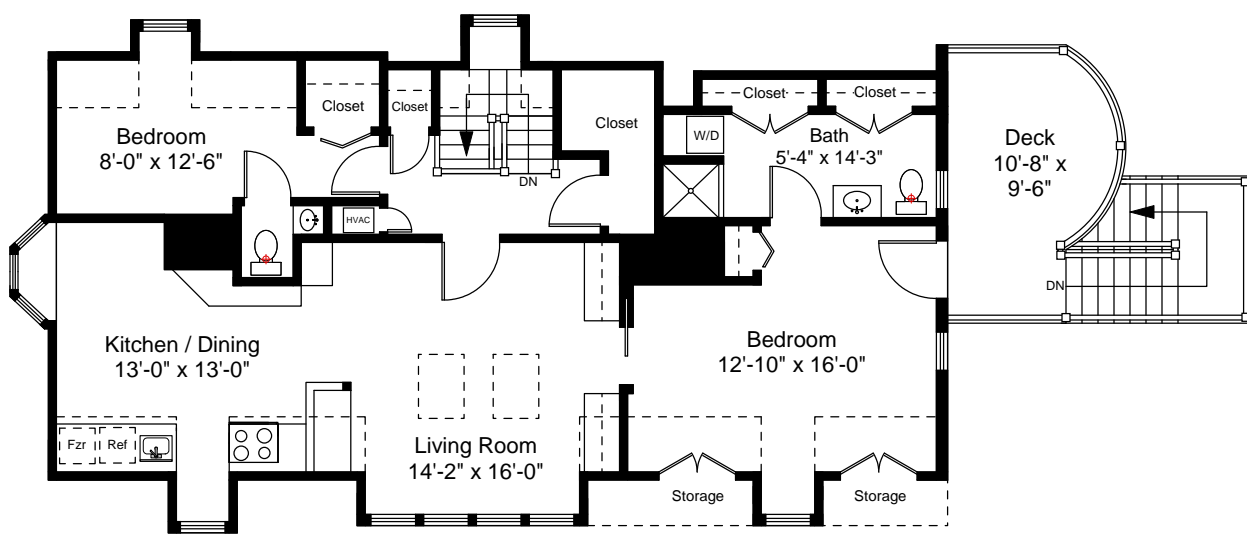 Closet
Closet
Closet
Closet
Closet
Bedroom
8'-0" x 12'-6"
W/D
Bath
5'-4" x 14'-3"
Deck
10'-8" x
9'-6"
DN
HVAC
DN
Kitchen / Dining
13'-0" x 13'-0"
Bedroom
12'-10" x 16'-0"
Fzr
Ref
Living Room
14'-2" x 16'-0"
Storage
Storage